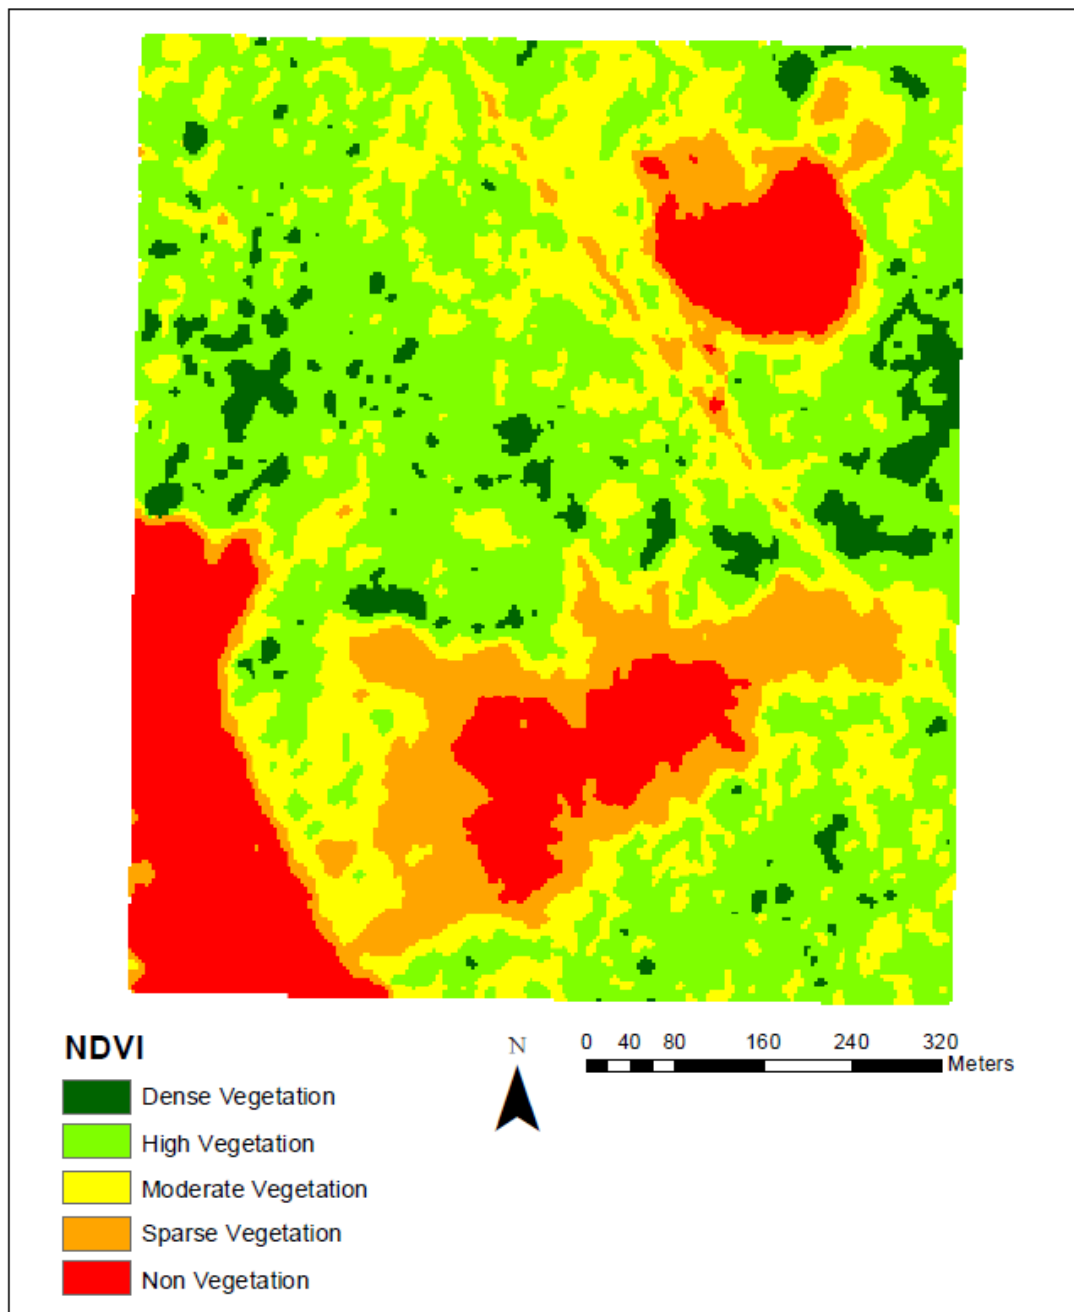 NDVI
Dense Vegetation
High Vegetation
Moderate Vegetation
Sparse Vegetation
Non Vegetation
N
0 40 80 160 240 320
Meters